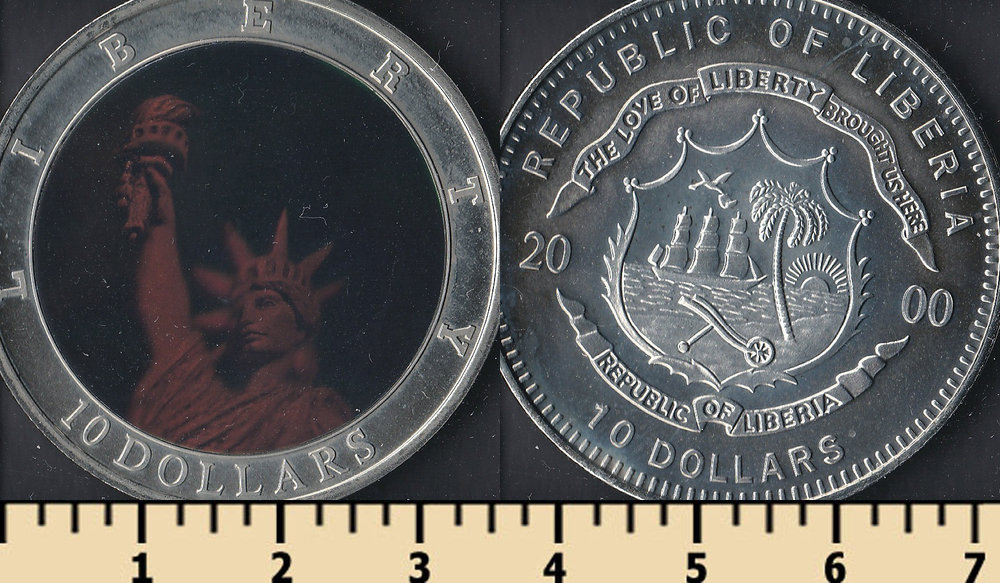 LIBERTY
10 DOLLARS
REPUBLIC OF LIBERIA
THE LOVE OF LIBERTY BROUGHT US HERE
20 00
REPUBLIC OF LIBERIA
10 DOLLARS
1 2 3 4 5 6 7